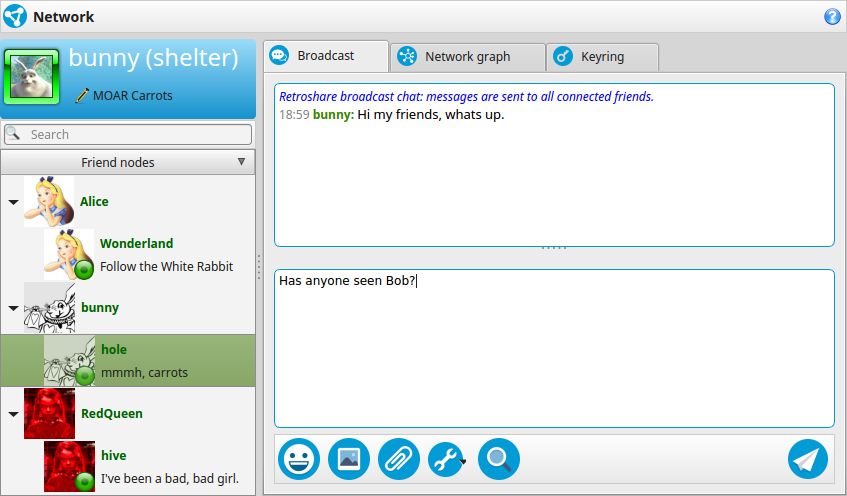 Network
bunny (shelter)
MOAR Carrots
Search
Friend nodes
Alice
Wonderland
Follow the White Rabbit
bunny
hole
mmmh, carrots
RedQueen
hive
I've been a bad, bad girl.
Broadcast
Network graph
Keyring
Retroshare broadcast chat: messages are sent to all connected friends.
18:59 bunny: Hi my friends, whats up.
Has anyone seen Bob?